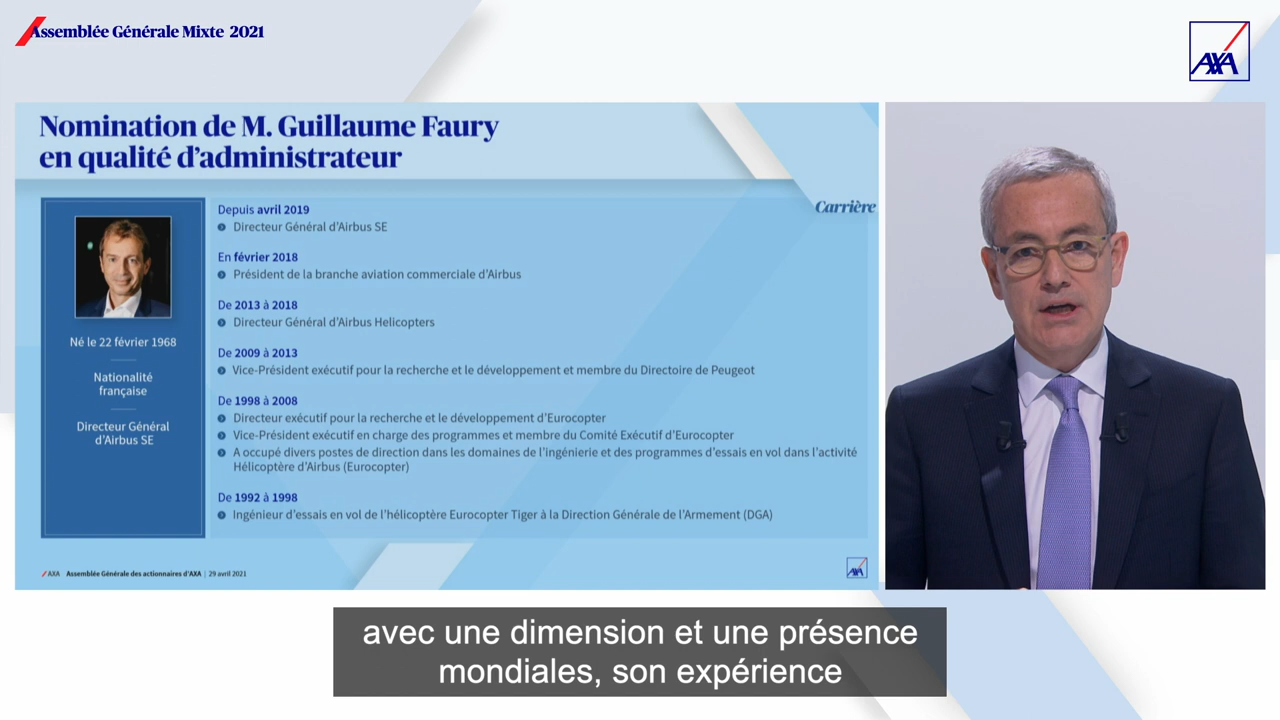 Assemblée Générale Mixte 2021
AXA
Nomination de M. Guillaume Faury
en qualité d'administrateur
Carrière
Né le 22 février 1968
Nationalité
française
Directeur Général
d'Airbus SE
Depuis avril 2019
Directeur Général d'Airbus SE
En février 2018
Président de la branche aviation commerciale d'Airbus
De 2013 à 2018
Directeur Général d'Airbus Helicopters
De 2009 à 2013
Vice-Président exécutif pour la recherche et le développement et membre du Directoire de Peugeot
De 1998 à 2008
Directeur exécutif pour la recherche et le développement d'Eurocopter
Vice-Président exécutif en charge des programmes et membre du Comité Exécutif d'Eurocopter
A occupé divers postes de direction dans les domaines de l'ingénierie et des programmes d'essais en vol dans l'activité
Hélicoptère d'Airbus (Eurocopter)
De 1992 à 1998
Ingénieur d'essais en vol de l'hélicoptère Eurocopter Tiger à la Direction Générale de l'Armement (DGA)
AXA Assemblée Générale des actionnaires d'AXA | 29 avril 2021
AXA
avec une dimension et une présence
mondiales, son expérience